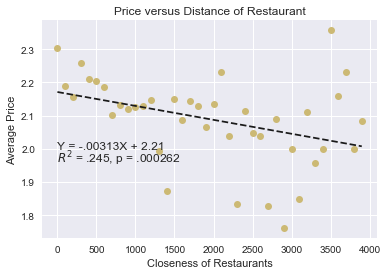 Price versus Distance of Restaurant
2.3
2.2
2.1
2.0
1.9
1.8
Average Price
Y = -.00313X + 2.21
R² = .245, p = .000262
0 500 1000 1500 2000 2500 3000 3500 4000
Closeness of Restaurants